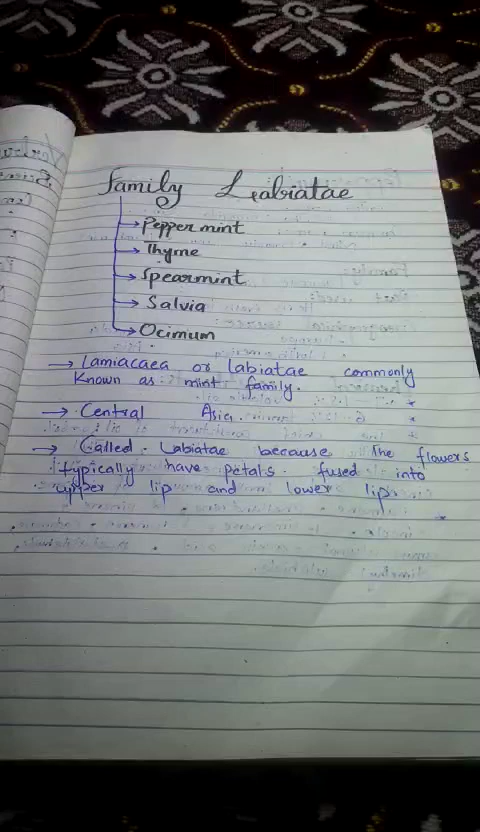 Family Labiatae
→ Peppermint
→ Thyme
→ Spearmint
→ Salvia
→ Ocimum
→ Lamiacaea or labiatae commonly
Known as : mint family.
→ Central Asia.
→ Called Labiatae because the flowers
typically have petals fused into
upper lip and lower lip